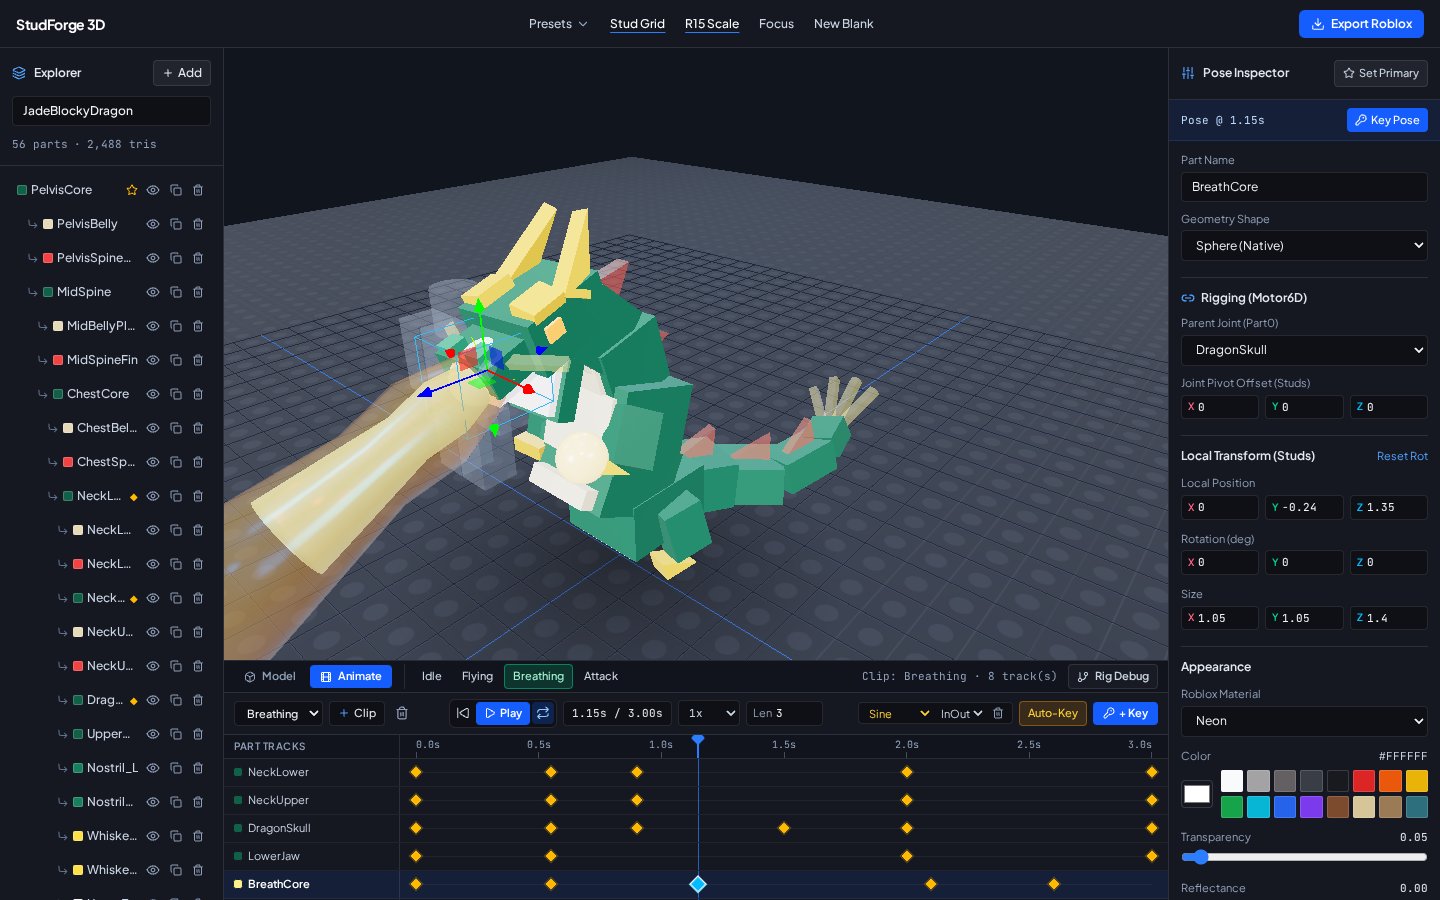 StudForge 3D
Presets Stud Grid R15 Scale Focus New Blank
Export Roblox
Explorer
+ Add
JadeBlockyDragon
56 parts · 2,488 tris
PelvisCore
PelvisBelly
PelvisSpine...
MidSpine
MidBellyPl...
MidSpineFin
ChestCore
ChestBel...
ChestSp...
NeckL...
NeckL...
NeckL...
Neck...
NeckU...
NeckU...
Drag...
Upper...
Nostril_L
Nostril...
Whiske...
Whiske...
Model Animate Idle Flying Breathing Attack
Clip: Breathing · 8 track(s) Rig Debug
Breathing + Clip Play 1.15s / 3.00s 1x Len 3 Sine InOut Auto-Key + Key
PART TRACKS 0.0s 0.5s 1.0s 1.5s 2.0s 2.5s 3.0s
NeckLower
NeckUpper
DragonSkull
LowerJaw
BreathCore
Pose Inspector Set Primary
Pose @ 1.15s Key Pose
Part Name
BreathCore
Geometry Shape
Sphere (Native)
Rigging (Motor6D)
Parent Joint (Part0)
DragonSkull
Joint Pivot Offset (Studs)
X 0 Y 0 Z 0
Local Transform (Studs) Reset Rot
Local Position
X 0 Y -0.24 Z 1.35
Rotation (deg)
X 0 Y 0 Z 0
Size
X 1.05 Y 1.05 Z 1.4
Appearance
Roblox Material
Neon
Color #FFFFFF
Transparency 0.05
Reflectance 0.00